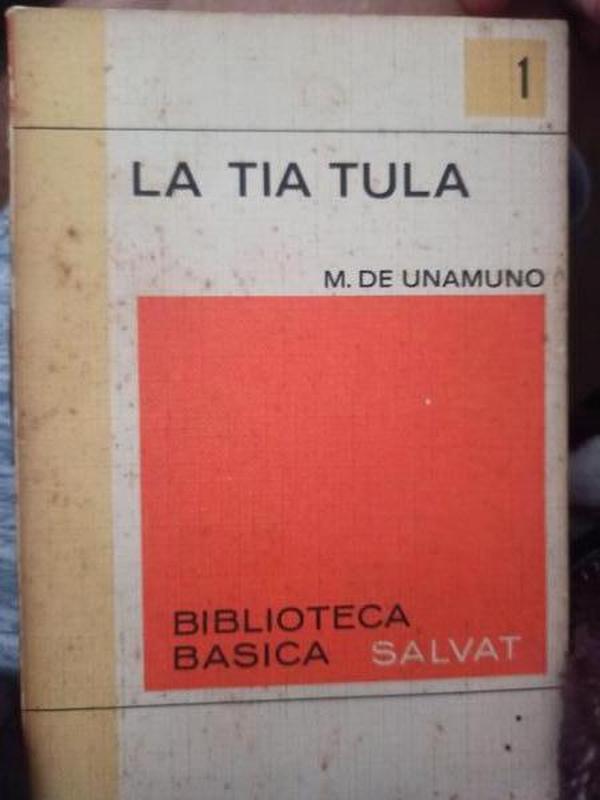 1
LA TIA TULA
M. DE UNAMUNO
BIBLIOTECA
BASICA SALVAT